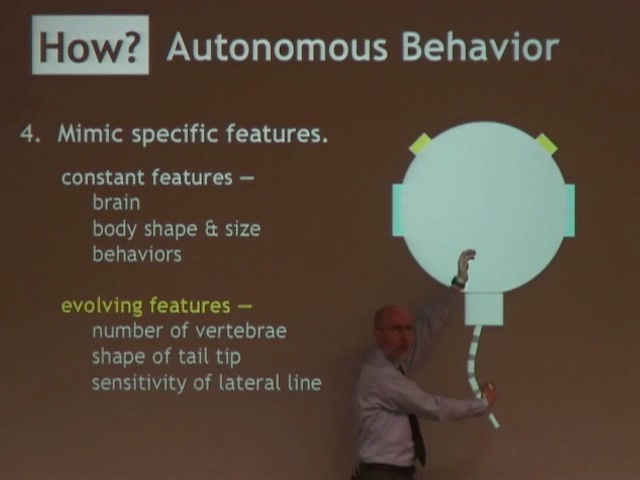 How? Autonomous Behavior
4. Mimic specific features.
constant features —
brain
body shape & size
behaviors
evolving features —
number of vertebrae
shape of tail tip
sensitivity of lateral line